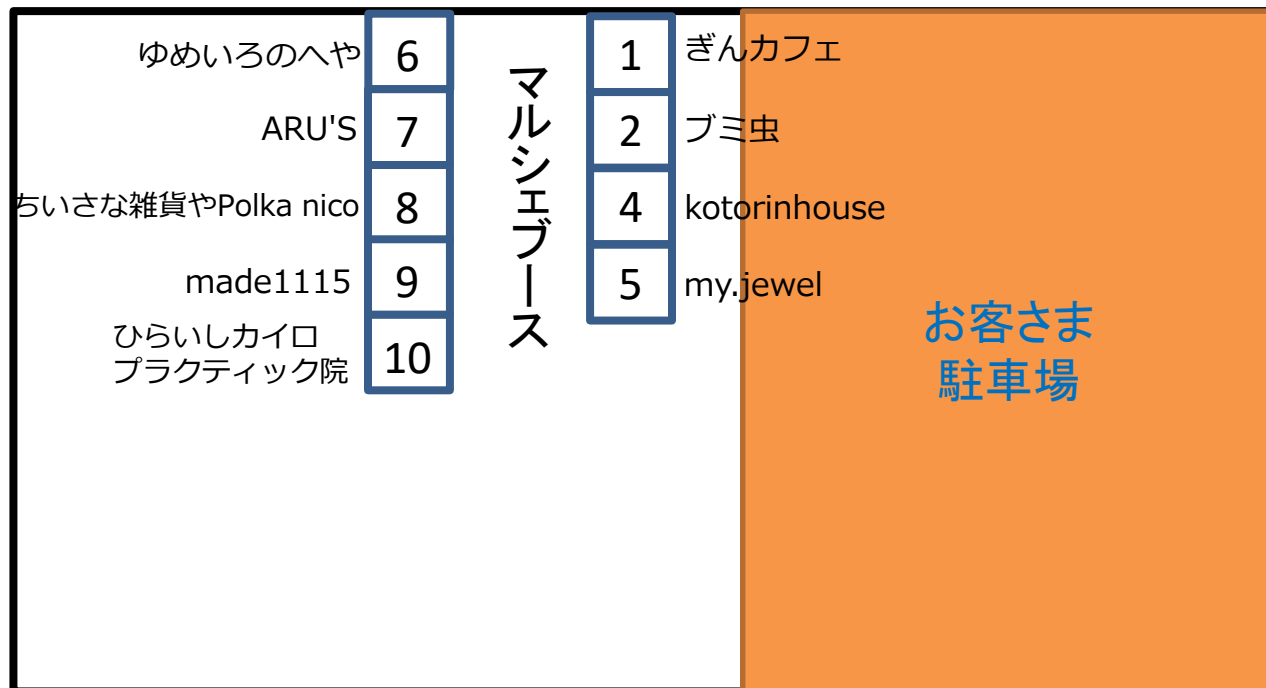 ゆめいろのへや 6
ARU'S 7
ちいさな雑貨やPolka nico 8
made1115 9
ひらいしカイロ
プラクティック院 10
マルシェブース
1 ぎんカフェ
2 ブミ虫
4 kotorinhouse
5 my.jewel
お客さま
駐車場